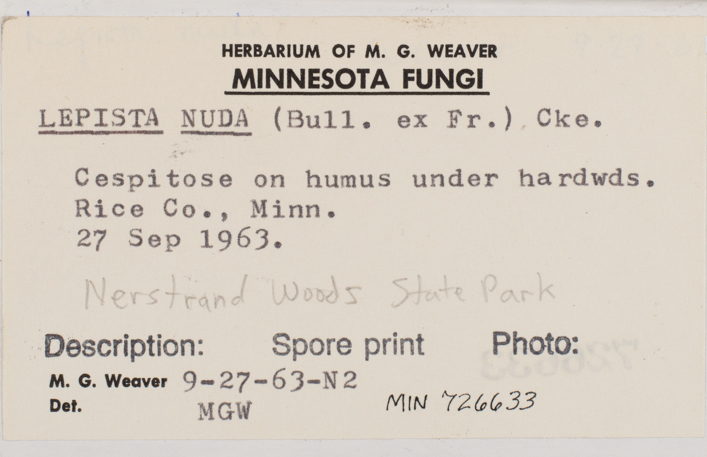 HERBARIUM OF M. G. WEAVER
MINNESOTA FUNGI
LEPISTA NUDA (Bull. ex Fr.) Cke.
Cespitose on humus under hardwds.
Rice Co., Minn.
27 Sep 1963.
Nerstrand Woods State Park
Description: Spore print Photo:
M. G. Weaver 9-27-63-N2
Det. MGW MIN 726633